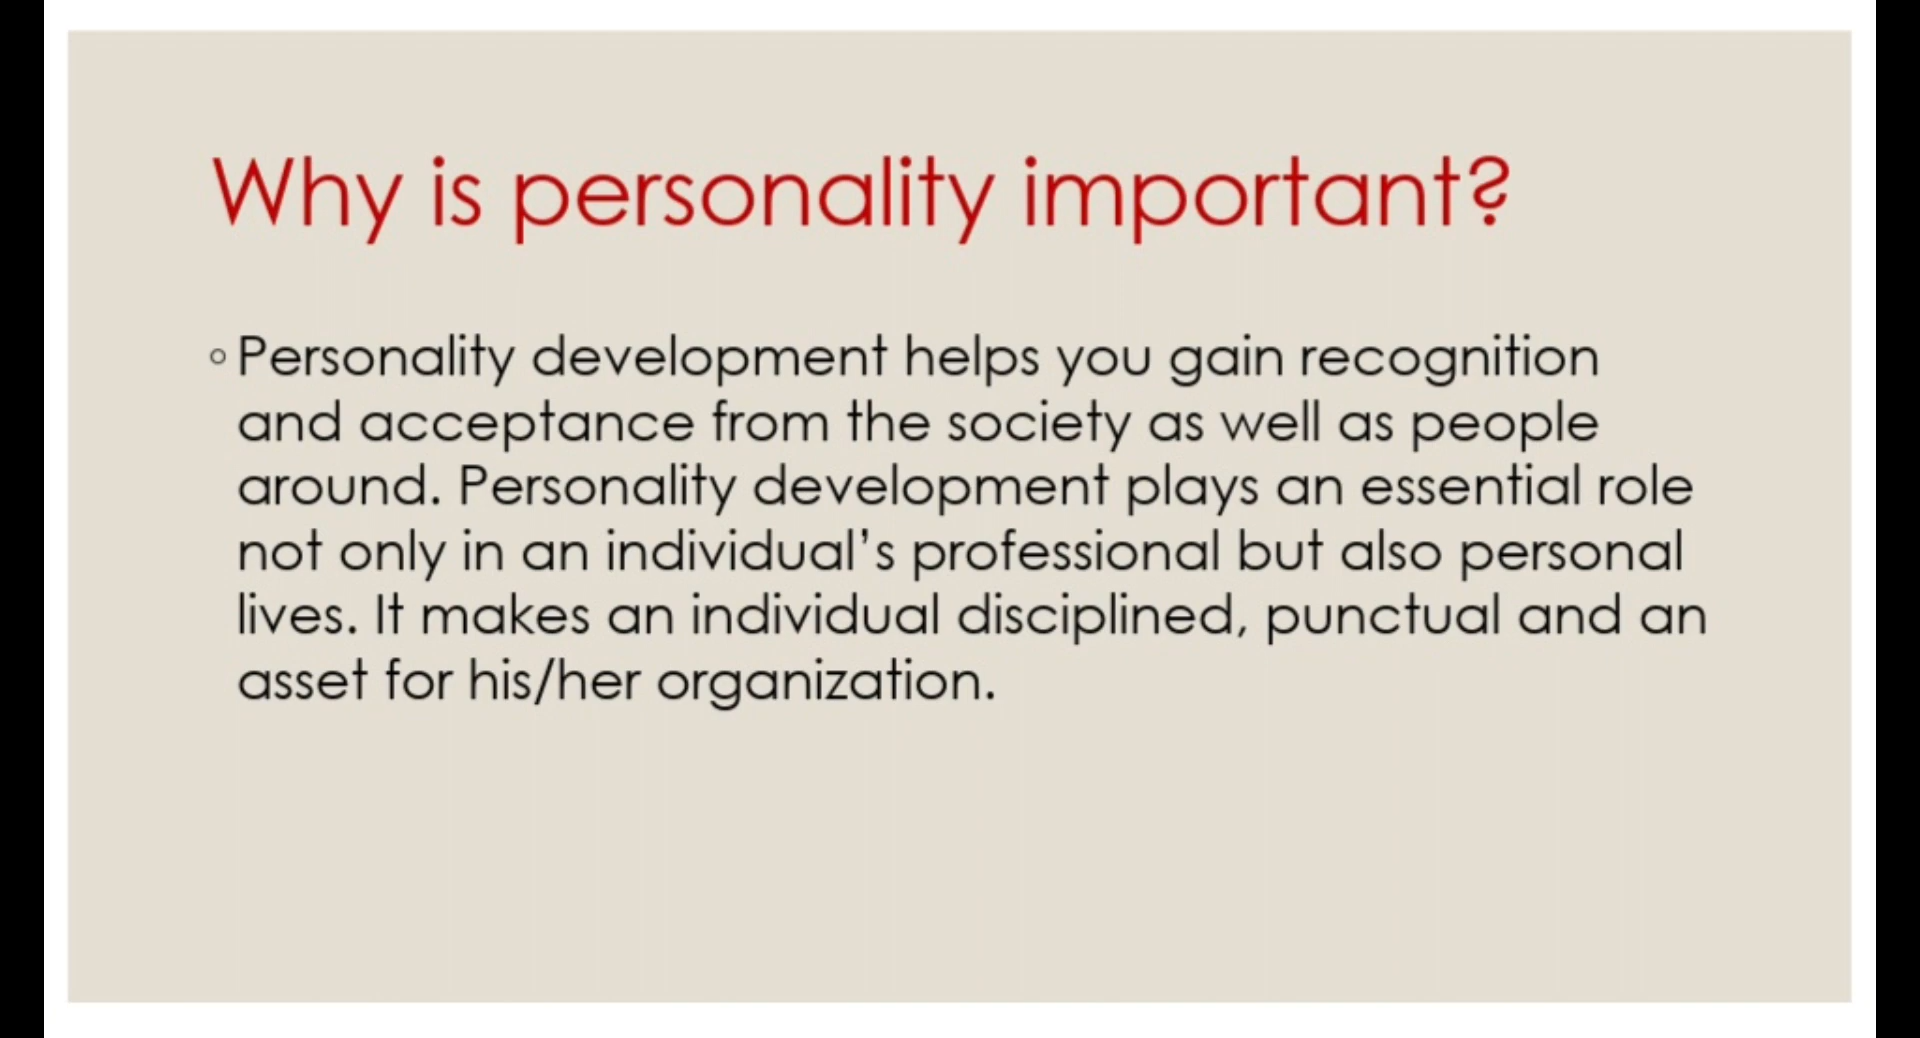 Why is personality important?
◦ Personality development helps you gain recognition
and acceptance from the society as well as people
around. Personality development plays an essential role
not only in an individual’s professional but also personal
lives. It makes an individual disciplined, punctual and an
asset for his/her organization.